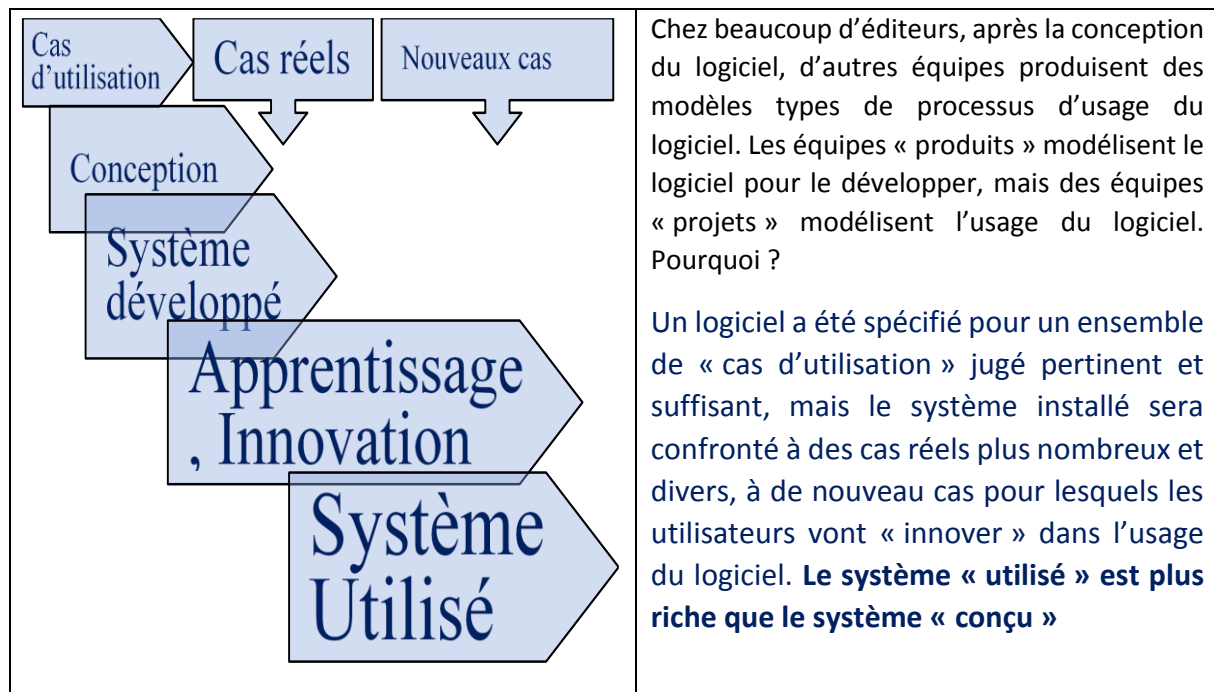 Cas
d’utilisation
Cas réels
Nouveaux cas
Conception
Système
développé
Apprentissage
, Innovation
Système
Utilisé
Chez beaucoup d’éditeurs, après la conception
du logiciel, d’autres équipes produisent des
modèles types de processus d’usage du
logiciel. Les équipes « produits » modélisent le
logiciel pour le développer, mais des équipes
« projets » modélisent l’usage du logiciel.
Pourquoi ?
Un logiciel a été spécifié pour un ensemble
de « cas d’utilisation » jugé pertinent et
suffisant, mais le système installé sera
confronté à des cas réels plus nombreux et
divers, à de nouveau cas pour lesquels les
utilisateurs vont « innover » dans l’usage
du logiciel. Le système « utilisé » est plus
riche que le système « conçu »